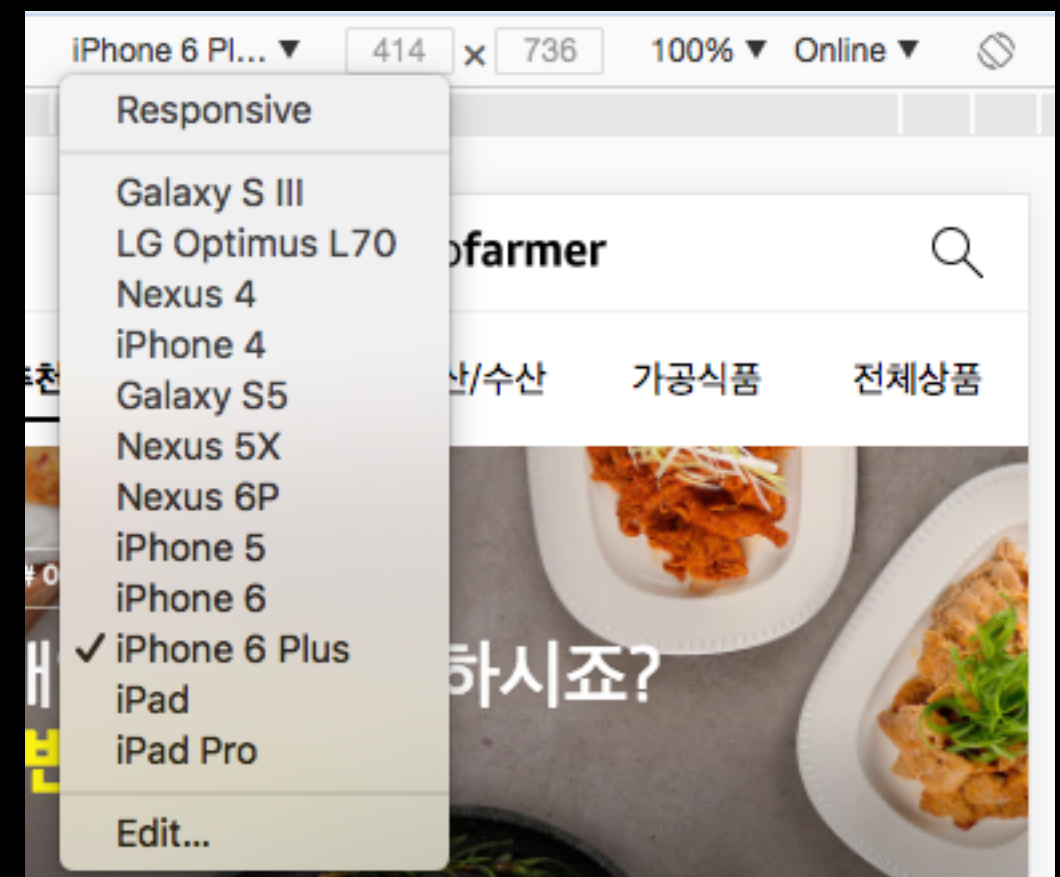 iPhone 6 Pl... ▼ 414 × 736 100% ▼ Online ▼
Responsive
Galaxy S III
LG Optimus L70
Nexus 4
iPhone 4
Galaxy S5
Nexus 5X
Nexus 6P
iPhone 5
iPhone 6
✓ iPhone 6 Plus
iPad
iPad Pro
Edit...
farmer
산/수산 가공식품 전체상품
하시죠?